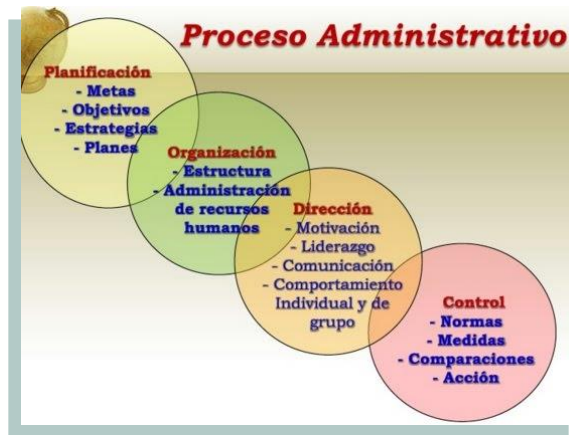 Proceso Administrativo
Planificación
- Metas
- Objetivos
- Estrategias
- Planes
Organización
- Estructura
- Administración
de recursos
humanos
Dirección
- Motivación
- Liderazgo
- Comunicación
- Comportamiento
Individual y de
grupo
Control
- Normas
- Medidas
- Comparaciones
- Acción